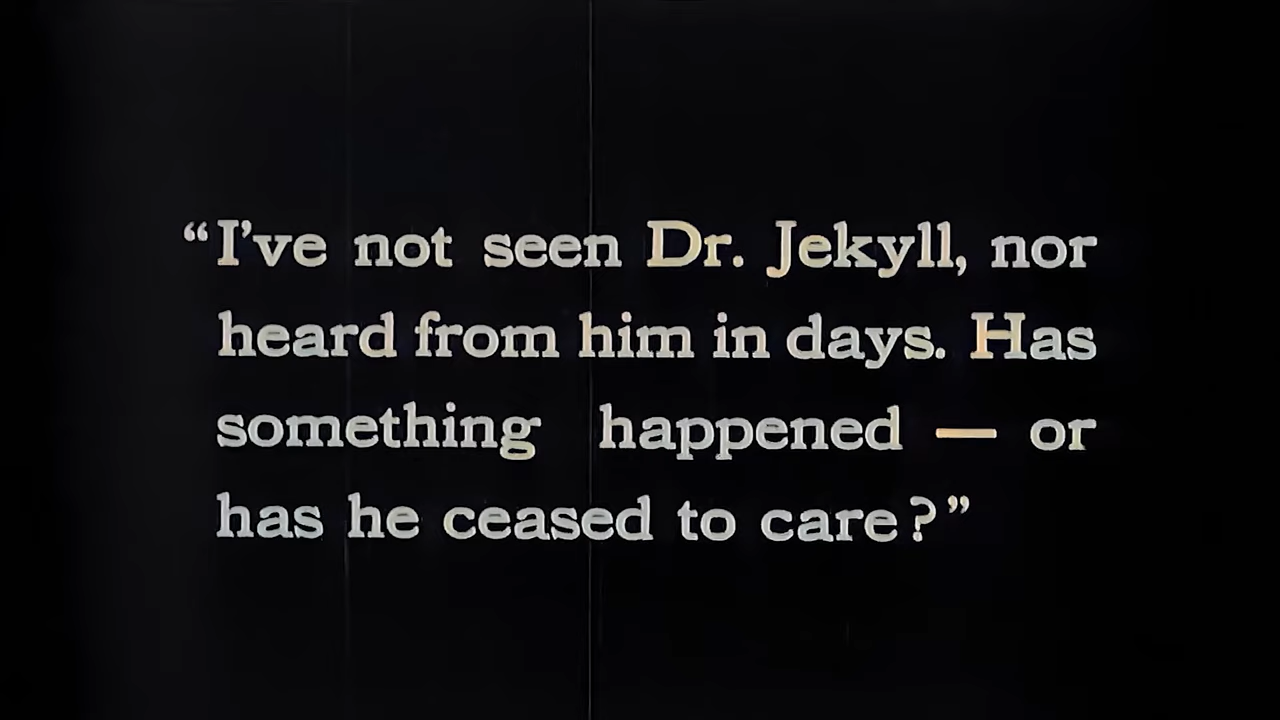 “I’ve not seen Dr. Jekyll, nor
heard from him in days. Has
something happened — or
has he ceased to care?”